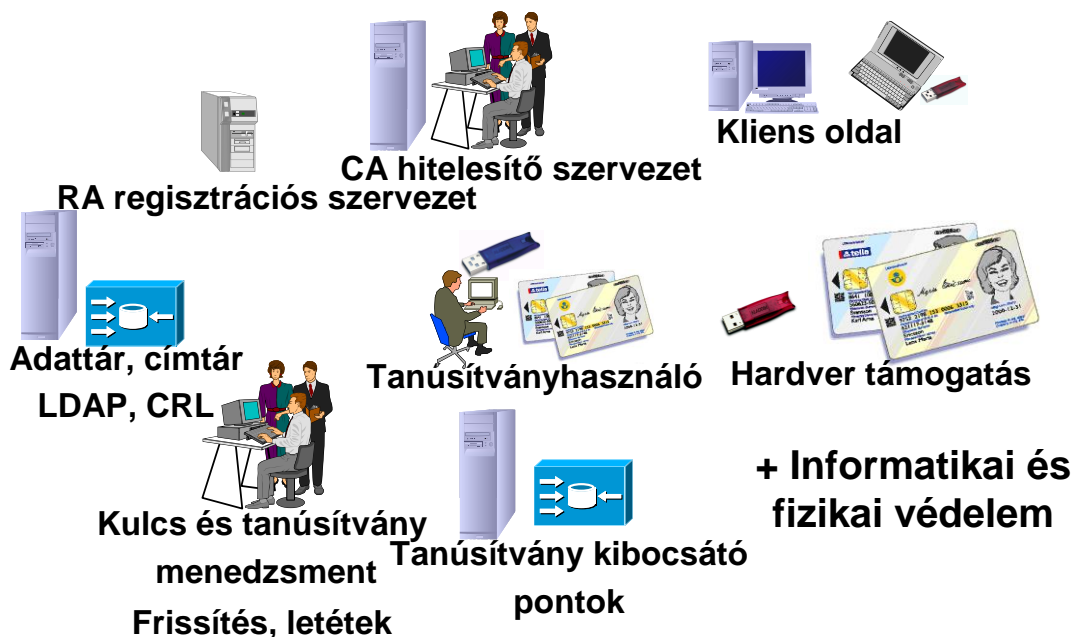 Kliens oldal
CA hitelesítő szervezet
RA regisztrációs szervezet
Adattár, címtár
LDAP, CRL
Tanúsítványhasználó
Hardver támogatás
+ Informatikai és
fizikai védelem
Kulcs és tanúsítvány
menedzsment
Frissítés, letétek
Tanúsítvány kibocsátó
pontok